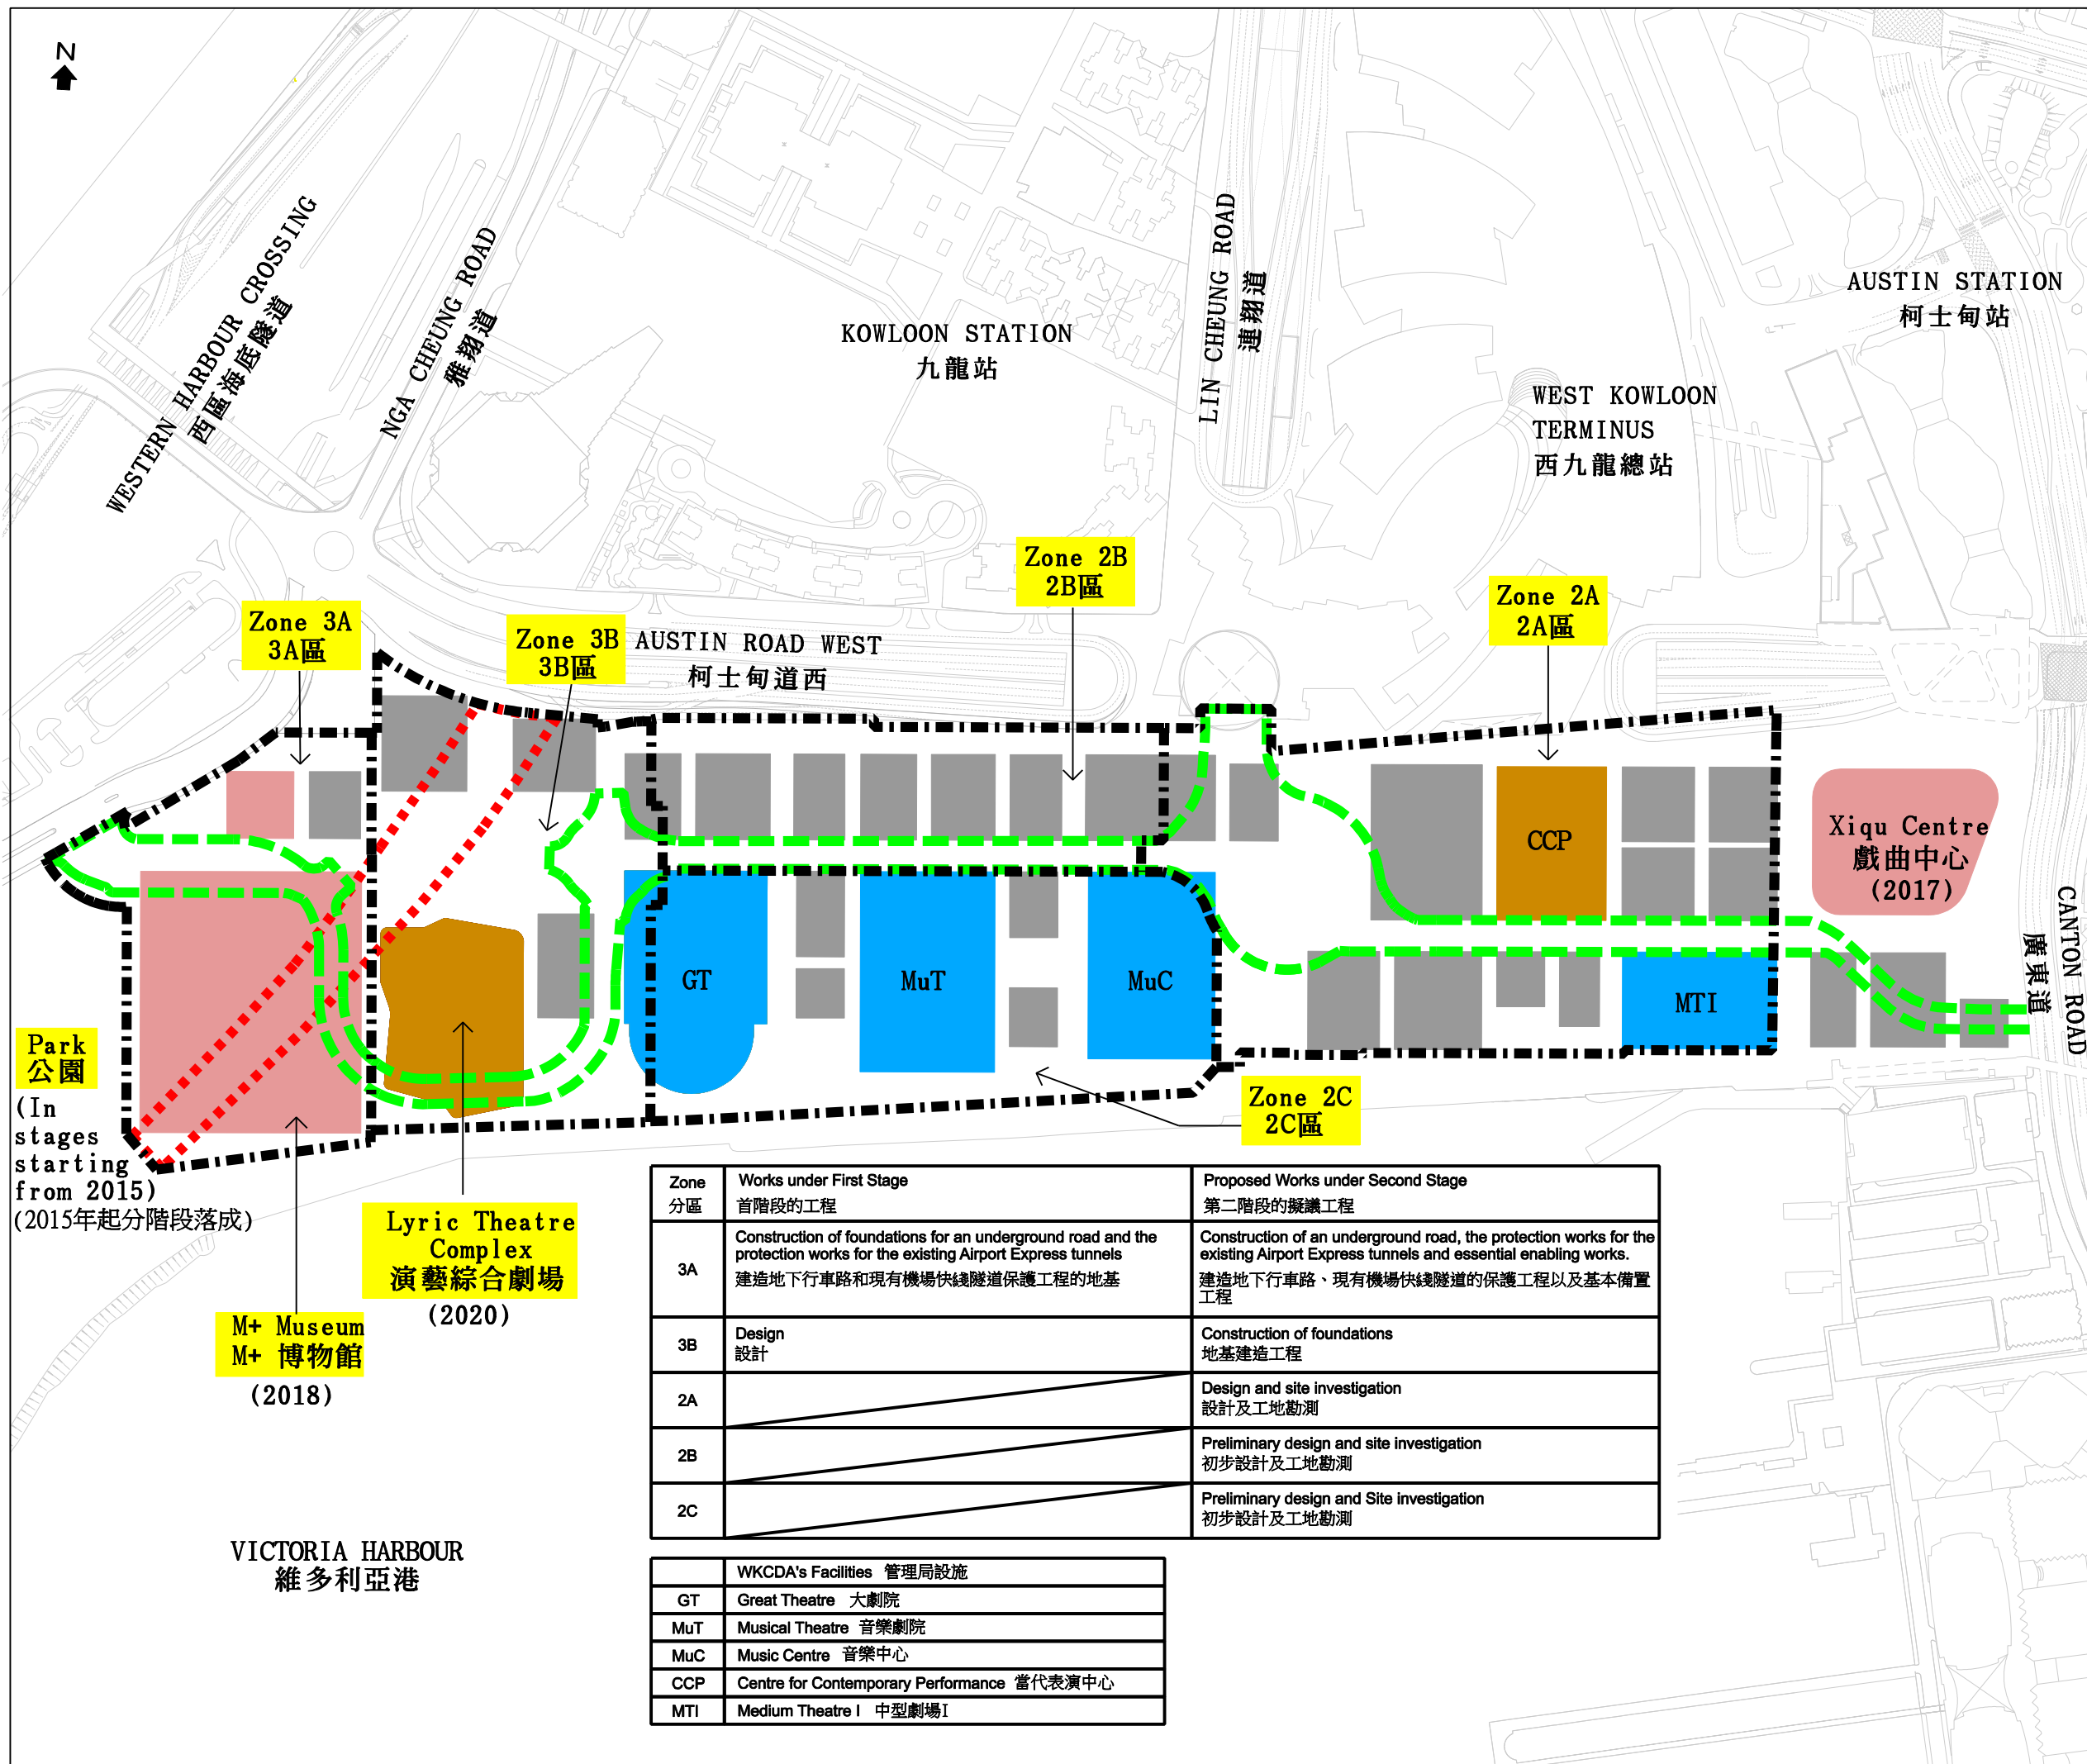 N
WESTERN HARBOUR CROSSING
西區海底隧道
NGA CHEUNG ROAD
雅翔道
KOWLOON STATION
九龍站
LIN CHEUNG ROAD
連翔道
WEST KOWLOON
TERMINUS
西九龍總站
AUSTIN STATION
柯士甸站
Zone 3A
3A區
Zone 3B
3B區
AUSTIN ROAD WEST
柯士甸道西
Zone 2B
2B區
Zone 2A
2A區
CCP
Xiqu Centre
戲曲中心
(2017)
CANTON ROAD
廣東道
GT
MuT
MuC
MTI
Park
公園
(In
stages
starting
from 2015)
(2015年起分階段落成)
Zone 2C
2C區
Lyric Theatre
Complex
演藝綜合劇場
(2020)
M+ Museum
M+ 博物館
(2018)
VICTORIA HARBOUR
維多利亞港
Zone Works under First Stage Proposed Works under Second Stage
分區 首階段的工程 第二階段的擬議工程
3A
Construction of foundations for an underground road and the
protection works for the existing Airport Express tunnels
建造地下行車路和現有機場快綫隧道保護工程的地基
Construction of an underground road, the protection works for the
existing Airport Express tunnels and essential enabling works.
建造地下行車路、現有機場快綫隧道的保護工程以及基本備置
工程
3B
Design
設計
Construction of foundations
地基建造工程
2A
Design and site investigation
設計及工地勘測
2B
Preliminary design and site investigation
初步設計及工地勘測
2C
Preliminary design and Site investigation
初步設計及工地勘測
WKCDA's Facilities 管理局設施
GT Great Theatre 大劇院
MuT Musical Theatre 音樂劇院
MuC Music Centre 音樂中心
CCP Centre for Contemporary Performance 當代表演中心
MTI Medium Theatre I 中型劇場I